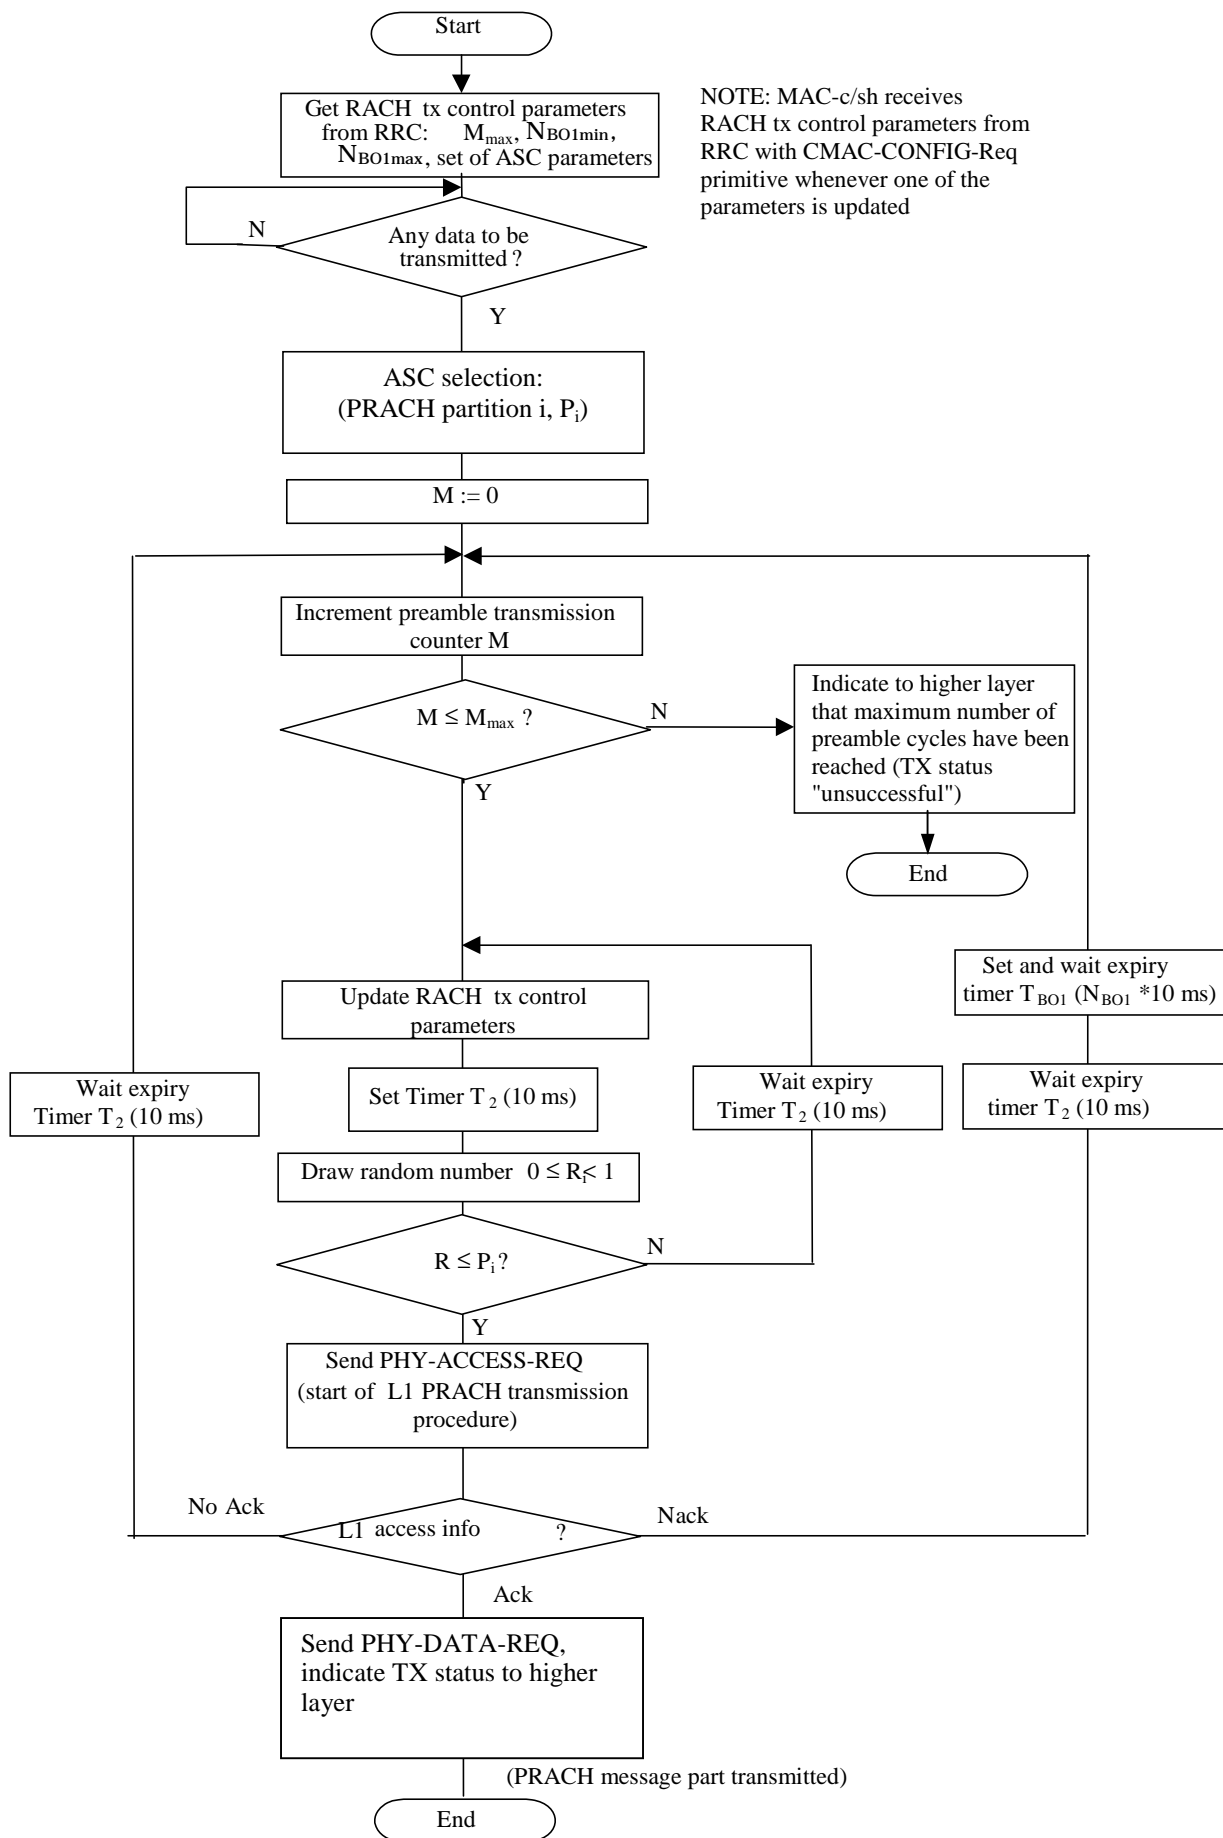 Start
Get RACH tx control parameters
from RRC: Mmax, NBO1min,
NBO1max, set of ASC parameters
NOTE: MAC-c/sh receives
RACH tx control parameters from
RRC with CMAC-CONFIG-Req
primitive whenever one of the
parameters is updated
N
Any data to be
transmitted ?
Y
ASC selection:
(PRACH partition i, Pi)
M := 0
Increment preamble transmission
counter M
M ≤ Mmax ?
N
Y
Indicate to higher layer
that maximum number of
preamble cycles have been
reached (TX status
"unsuccessful")
End
Update RACH tx control
parameters
Set and wait expiry
timer TBO1 (NBO1 *10 ms)
Wait expiry
Timer T2 (10 ms)
Set Timer T2 (10 ms)
Wait expiry
Timer T2 (10 ms)
Wait expiry
timer T2 (10 ms)
Draw random number 0 ≤ Ri< 1
R ≤ Pi ?
N
Y
Send PHY-ACCESS-REQ
(start of L1 PRACH transmission
procedure)
No Ack
L1 access info ?
Nack
Ack
Send PHY-DATA-REQ,
indicate TX status to higher
layer
(PRACH message part transmitted)
End